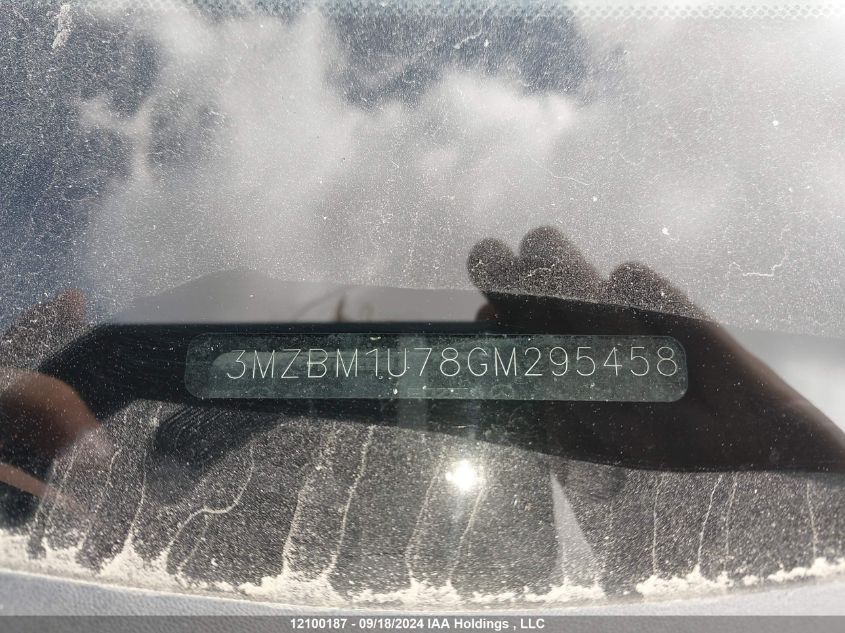 3MZBM1U78GM295458
12100187 - 09/18/2024 IAA Holdings , LLC